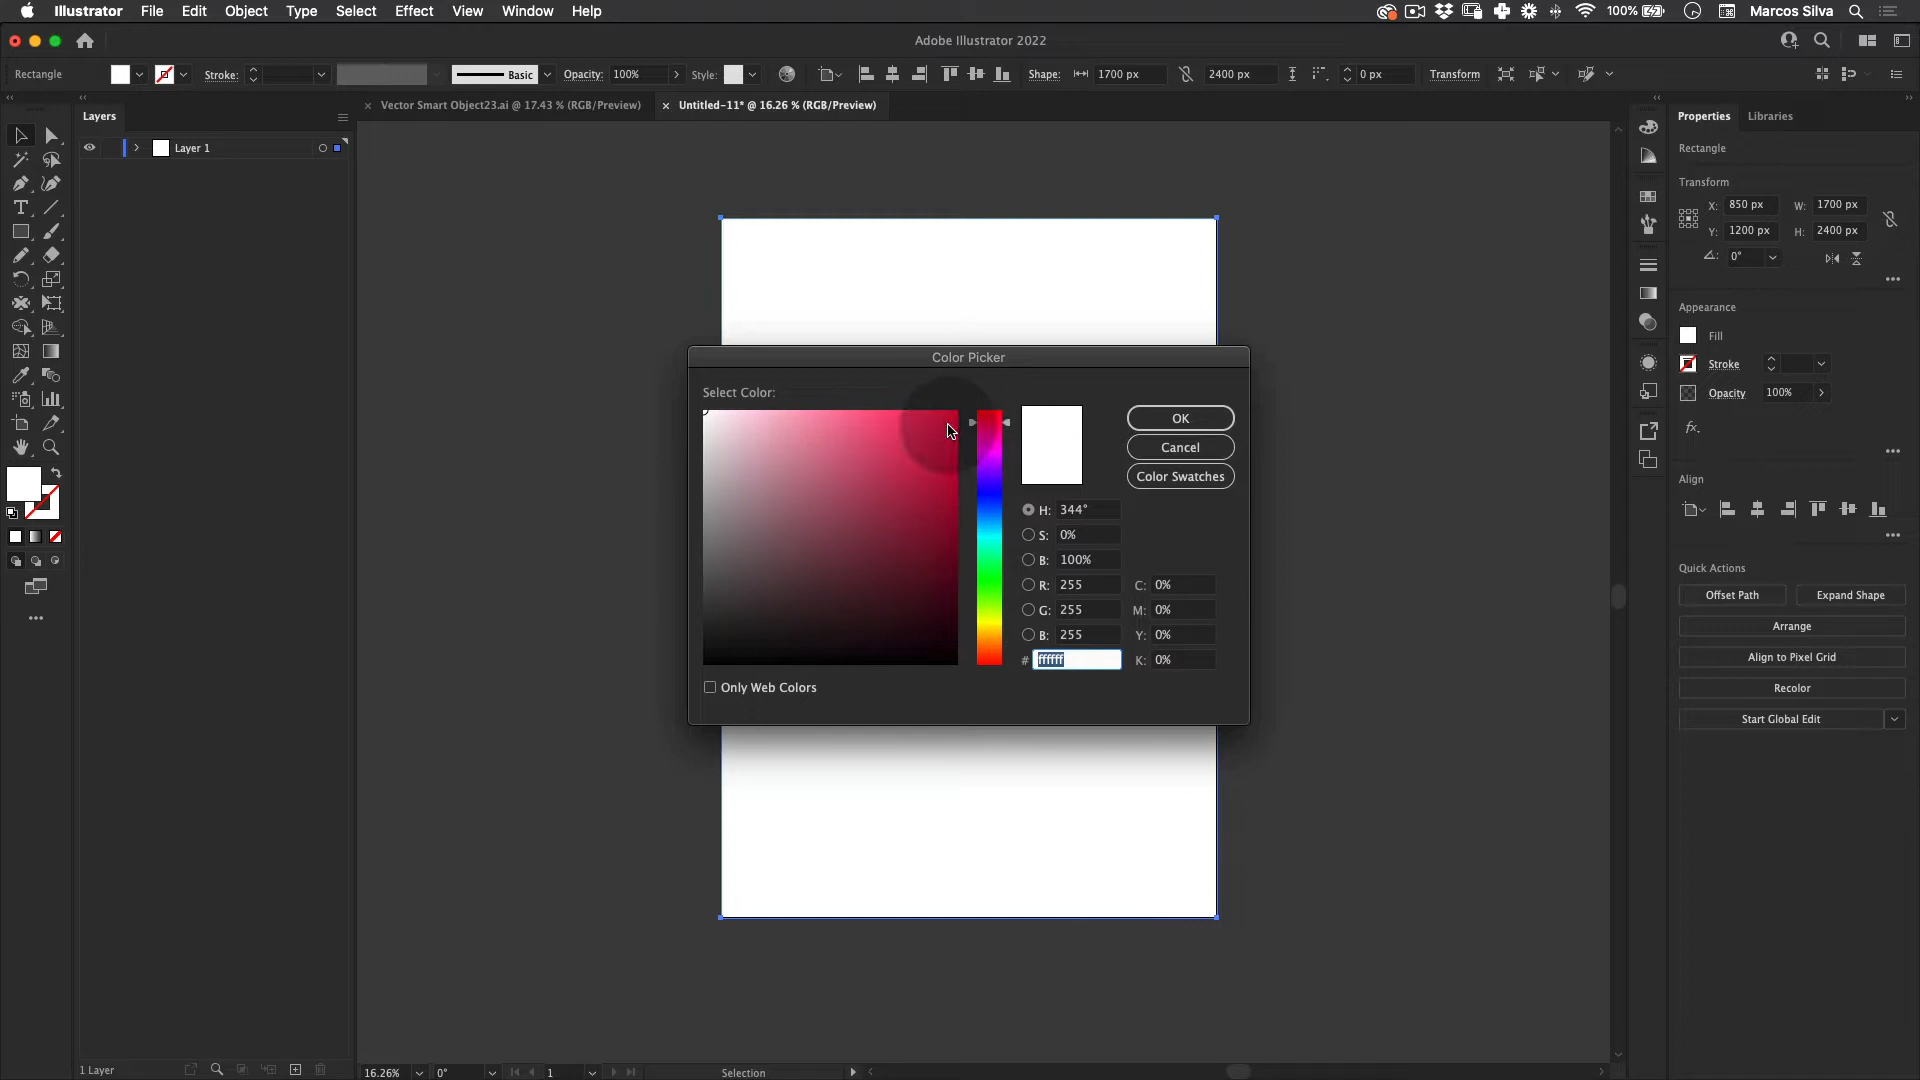 Illustrator File Edit Object Type Select Effect View Window Help 100% Marcos Silva
Adobe Illustrator 2022
Rectangle Stroke: Basic Opacity: 100% Style: Shape: 1700 px 2400 px 0 px Transform
Layers
× Vector Smart Object23.ai @ 17.43 % (RGB/Preview) × Untitled-11* @ 16.26 % (RGB/Preview)
Properties Libraries
Layer 1
Rectangle
Transform
X: 850 px W: 1700 px
Y: 1200 px H: 2400 px
0°
Appearance
Fill
Stroke
Opacity 100%
fx.
Align
Quick Actions
Offset Path Expand Shape
Arrange
Align to Pixel Grid
Recolor
Start Global Edit
Color Picker
Select Color:
OK
Cancel
Color Swatches
H: 344°
S: 0%
B: 100%
R: 255 C: 0%
G: 255 M: 0%
B: 255 Y: 0%
# ffffff K: 0%
Only Web Colors
1 Layer
16.26% 0° 1 Selection